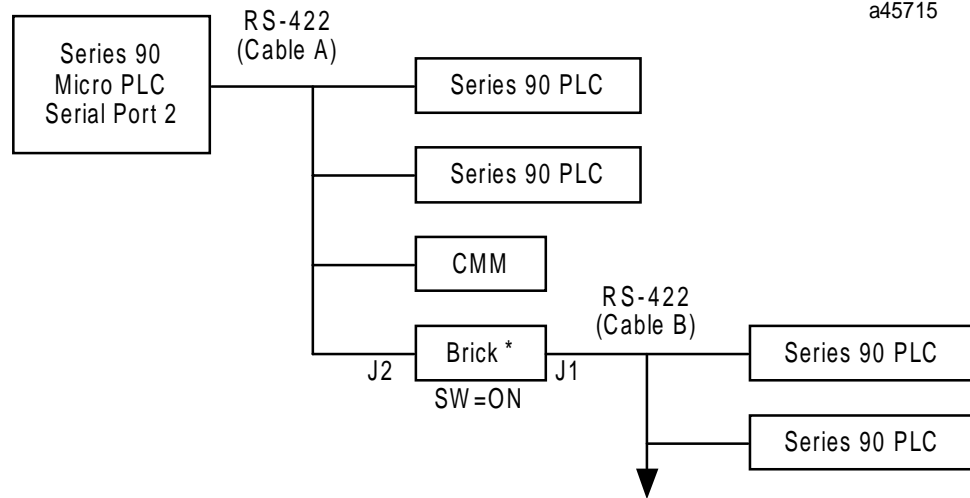 a45715
RS-422
(Cable A)
Series 90
Micro PLC
Serial Port 2
Series 90 PLC
Series 90 PLC
CMM
RS-422
(Cable B)
Brick *
J2
J1
SW=ON
Series 90 PLC
Series 90 PLC